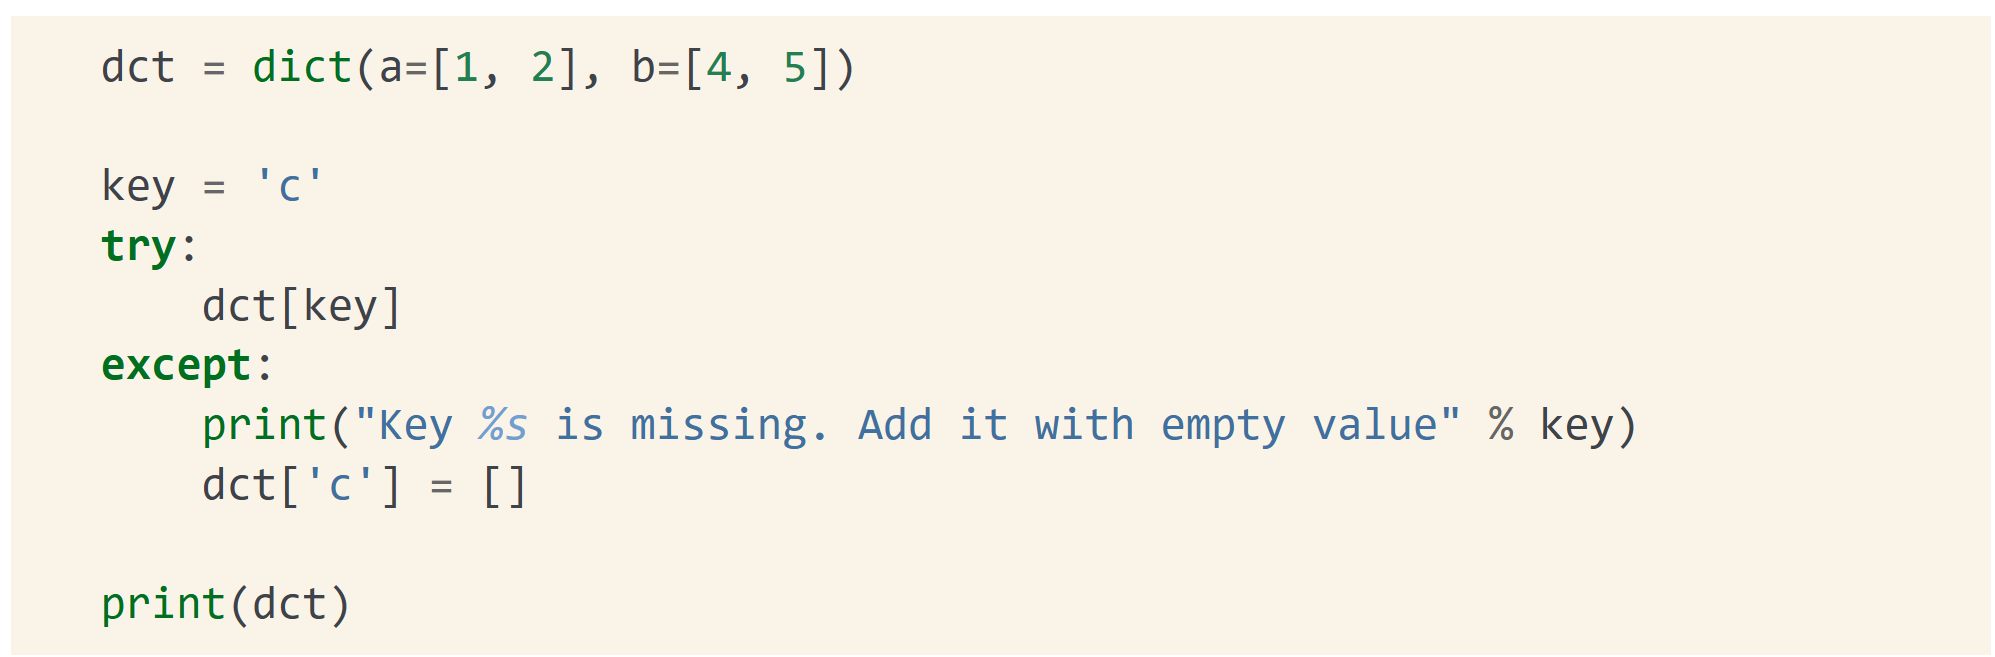 dct = dict(a=[1, 2], b=[4, 5])
key = 'c'
try:
    dct[key]
except:
    print("Key %s is missing. Add it with empty value" % key)
    dct['c'] = []
print(dct)